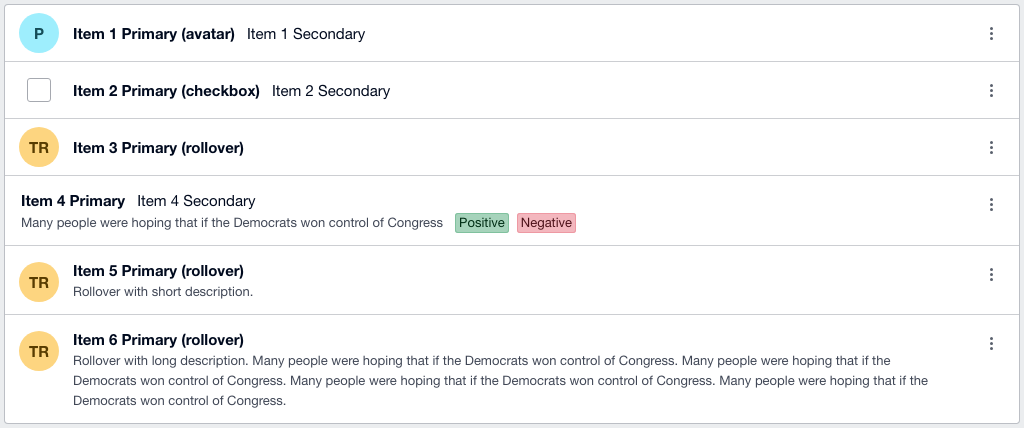 P Item 1 Primary (avatar) Item 1 Secondary
Item 2 Primary (checkbox) Item 2 Secondary
TR Item 3 Primary (rollover)
Item 4 Primary Item 4 Secondary
Many people were hoping that if the Democrats won control of Congress Positive Negative
TR Item 5 Primary (rollover)
Rollover with short description.
TR Item 6 Primary (rollover)
Rollover with long description. Many people were hoping that if the Democrats won control of Congress. Many people were hoping that if the
Democrats won control of Congress. Many people were hoping that if the Democrats won control of Congress. Many people were hoping that if the
Democrats won control of Congress.